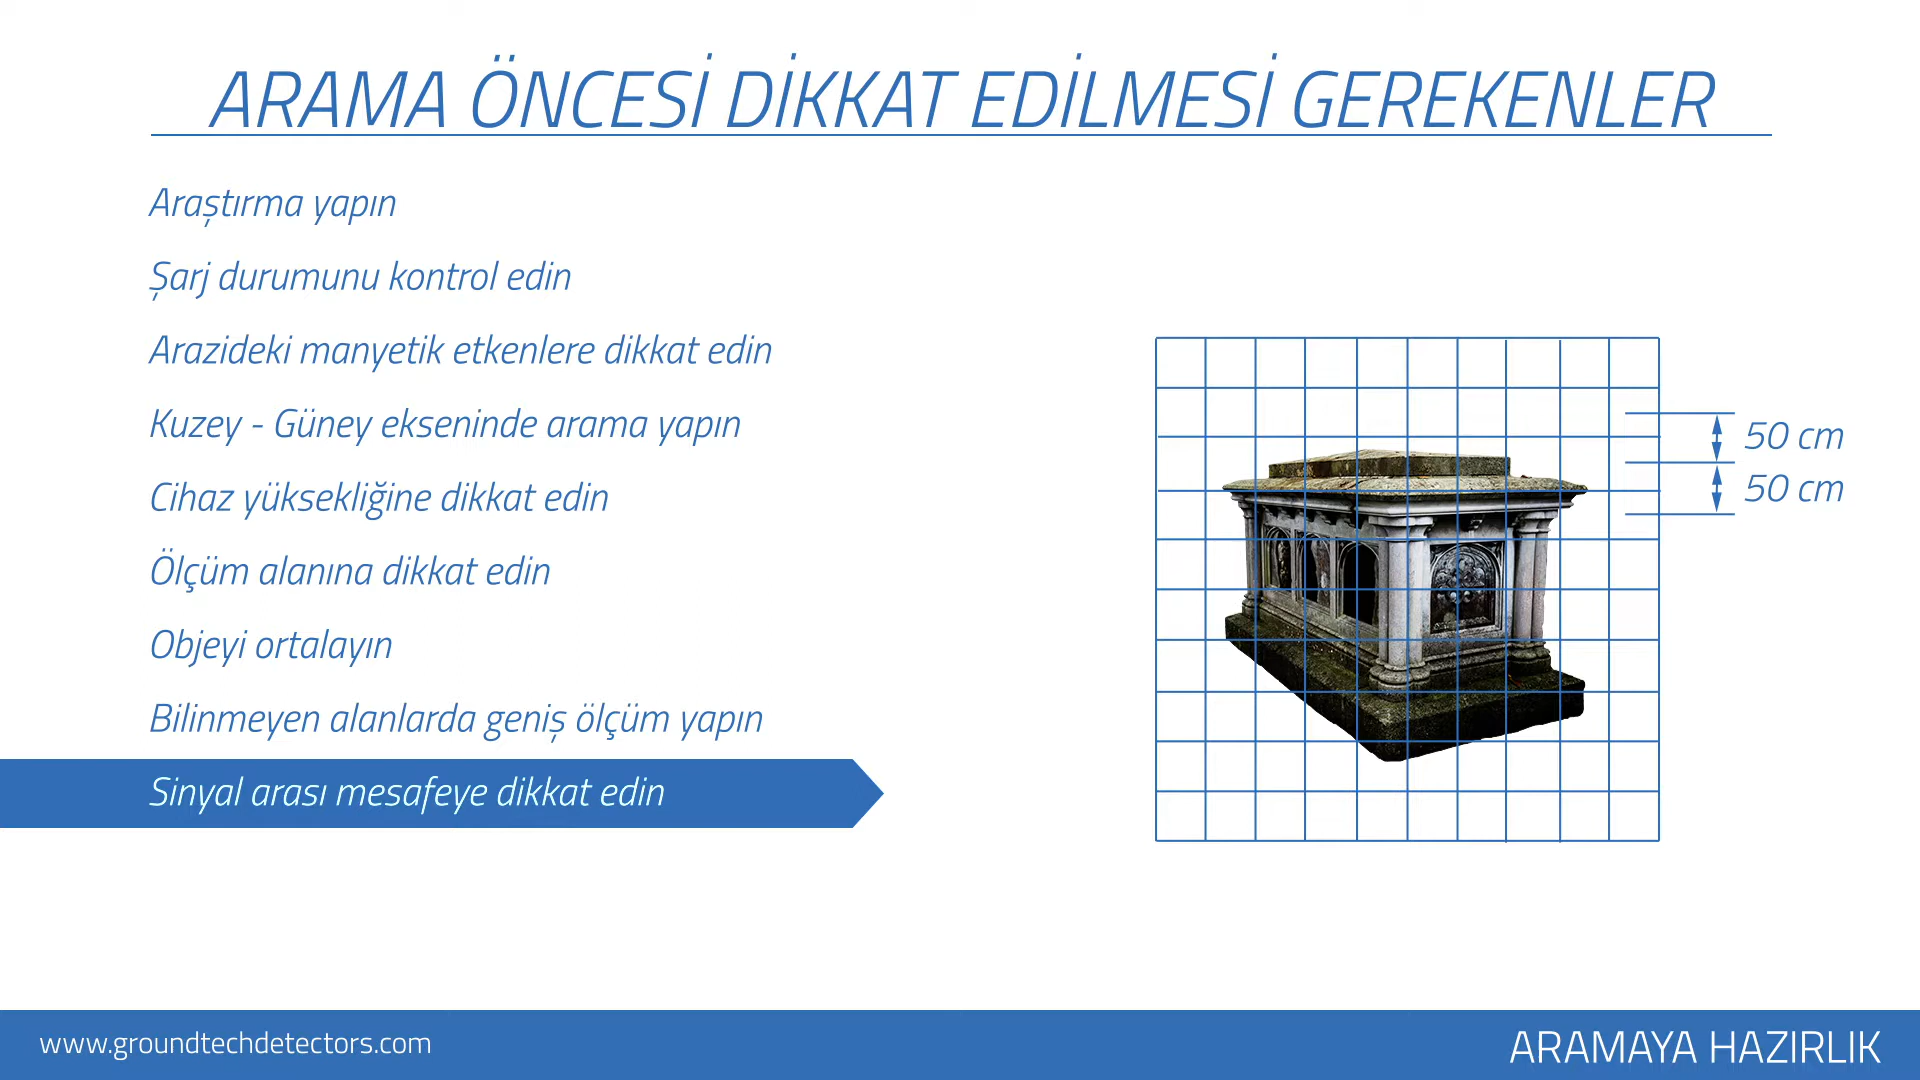 ARAMA ÖNCESİ DİKKAT EDİLMESİ GEREKENLER
Araştırma yapın
Şarj durumunu kontrol edin
Arazideki manyetik etkenlere dikkat edin
Kuzey - Güney ekseninde arama yapın
Cihaz yüksekliğine dikkat edin
Ölçüm alanına dikkat edin
Objeyi ortalayın
Bilinmeyen alanlarda geniş ölçüm yapın
Sinyal arası mesafeye dikkat edin
50 cm
50 cm
www.groundtechdetectors.com
ARAMAYA HAZIRLIK